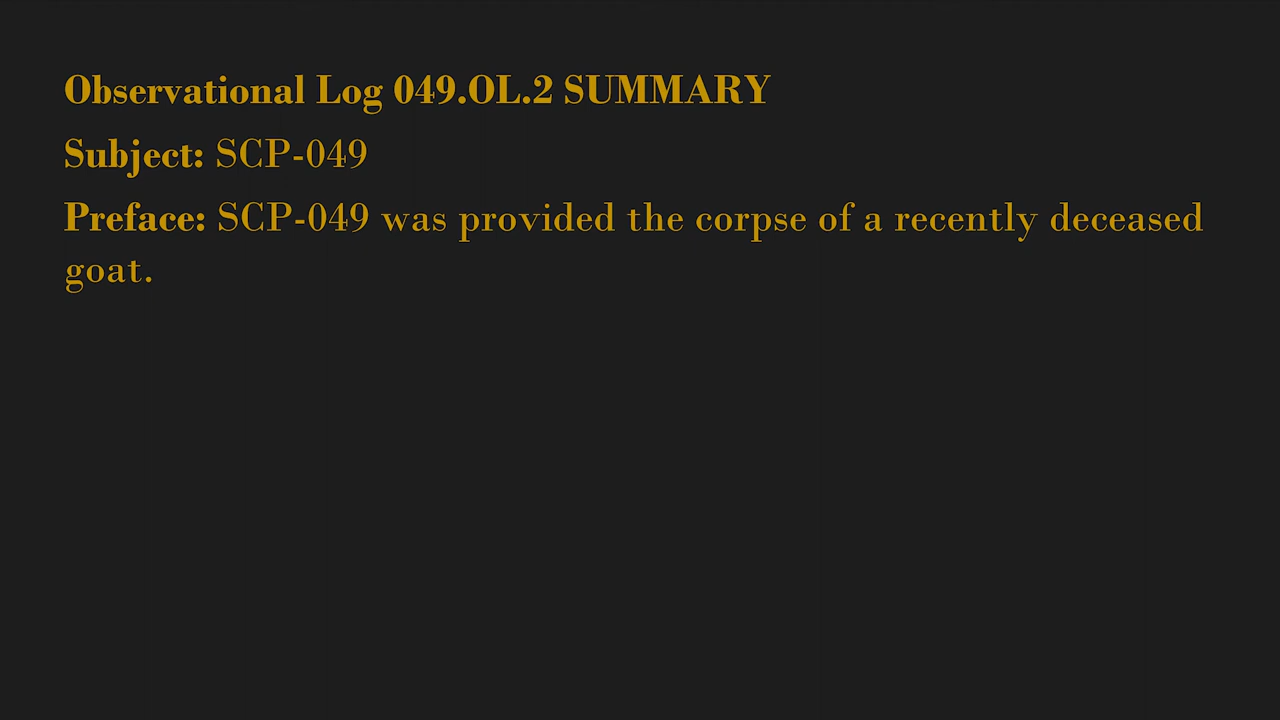 Observational Log 049.OL.2 SUMMARY
Subject: SCP-049
Preface: SCP-049 was provided the corpse of a recently deceased
goat.